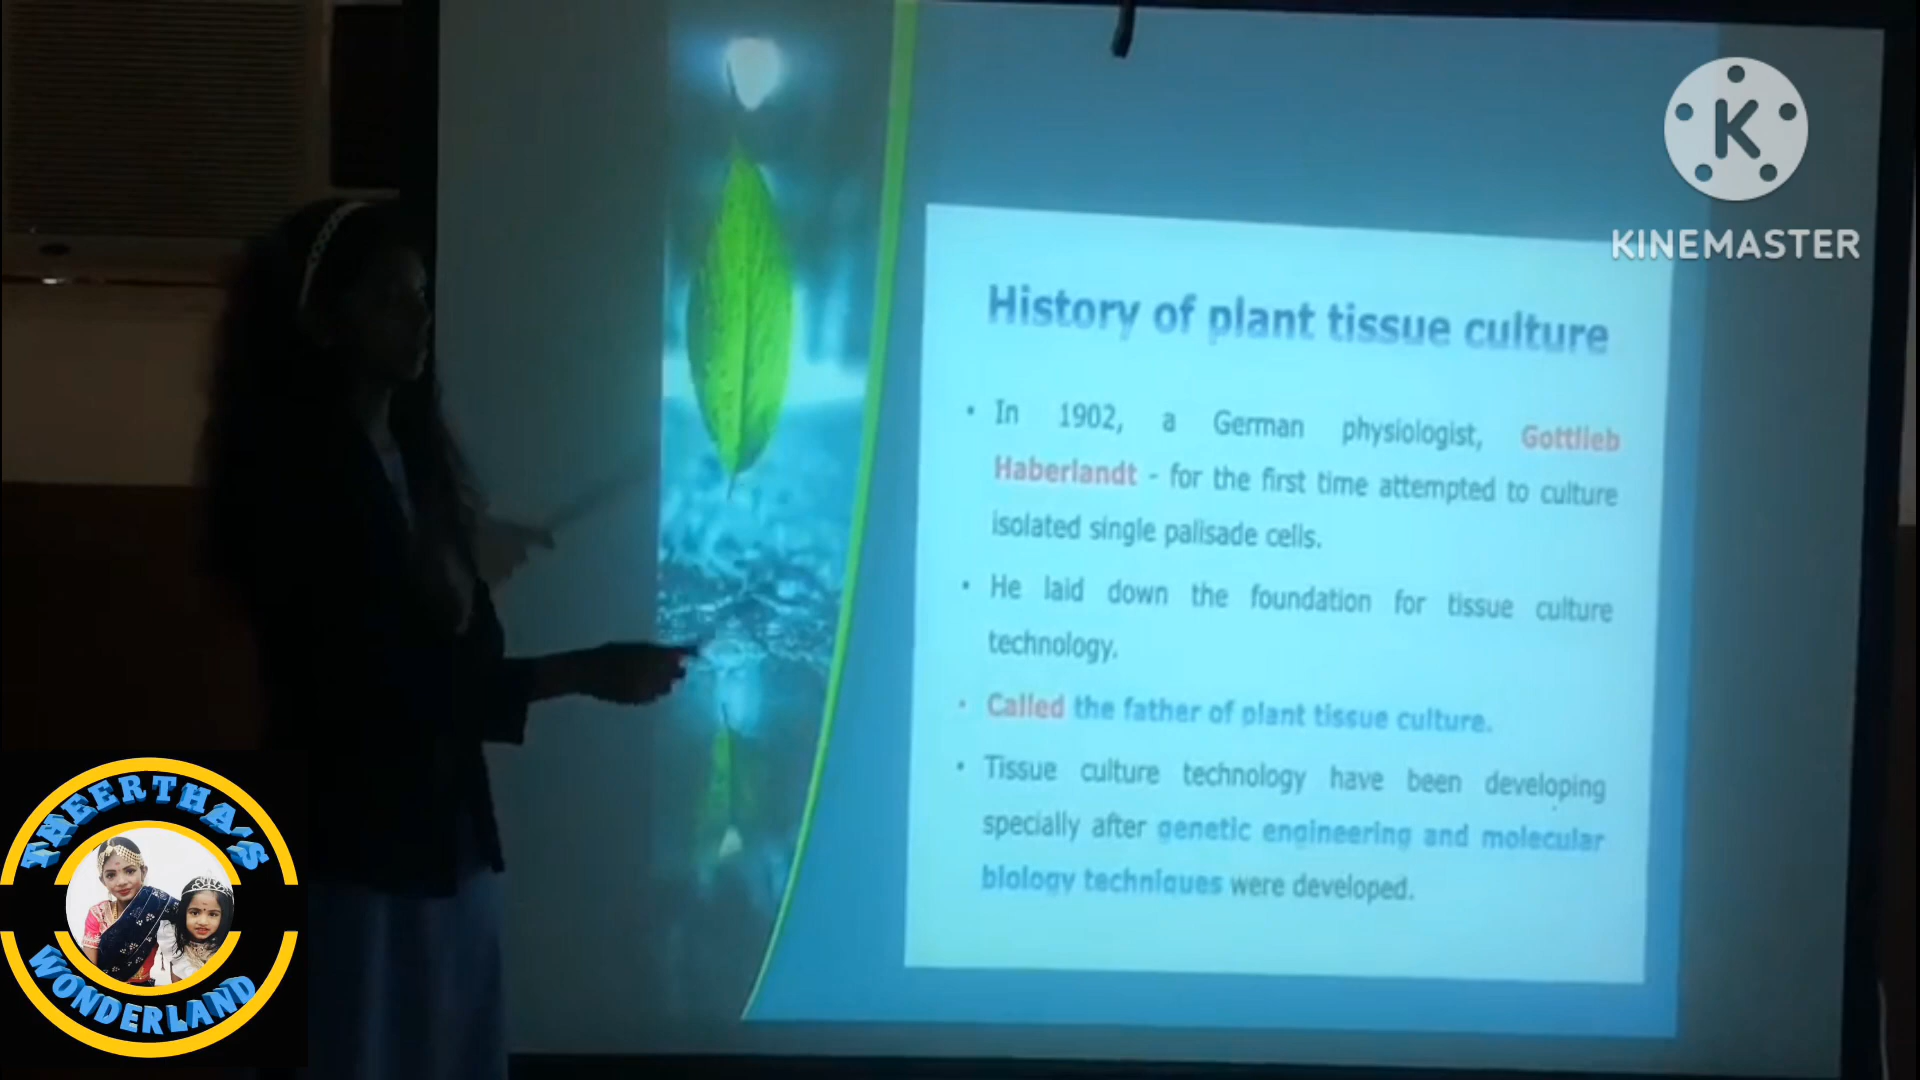 KINEMASTER
History of plant tissue culture
• In 1902, a German physiologist, Gottlieb
Haberlandt - for the first time attempted to culture
isolated single palisade cells.
• He laid down the foundation for tissue culture
technology.
• Called the father of plant tissue culture.
• Tissue culture technology have been developing
specially after genetic engineering and molecular
biology techniques were developed.
THEERTHA'S
WONDERLAND